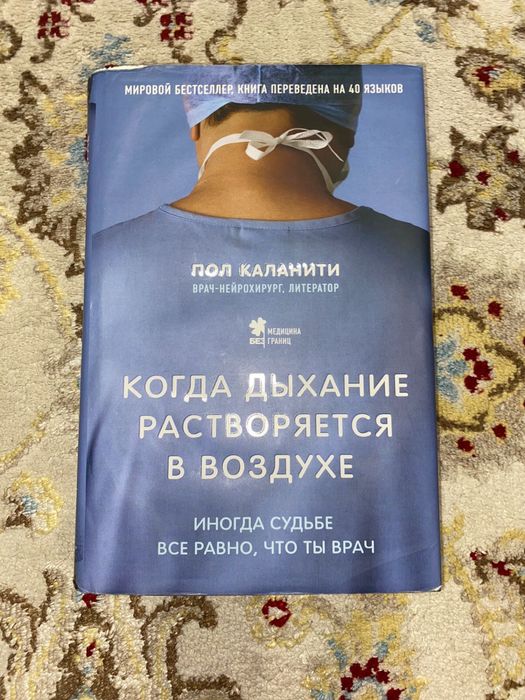 МИРОВОЙ БЕСТСЕЛЛЕР, КНИГА ПЕРЕВЕДЕНА НА 40 ЯЗЫКОВ
ПОЛ КАЛАНИТИ
ВРАЧ-НЕЙРОХИРУРГ, ЛИТЕРАТОР
МЕДИЦИНА
БЕЗ ГРАНИЦ
КОГДА ДЫХАНИЕ
РАСТВОРЯЕТСЯ
В ВОЗДУХЕ
ИНОГДА СУДЬБЕ
ВСЕ РАВНО, ЧТО ТЫ ВРАЧ